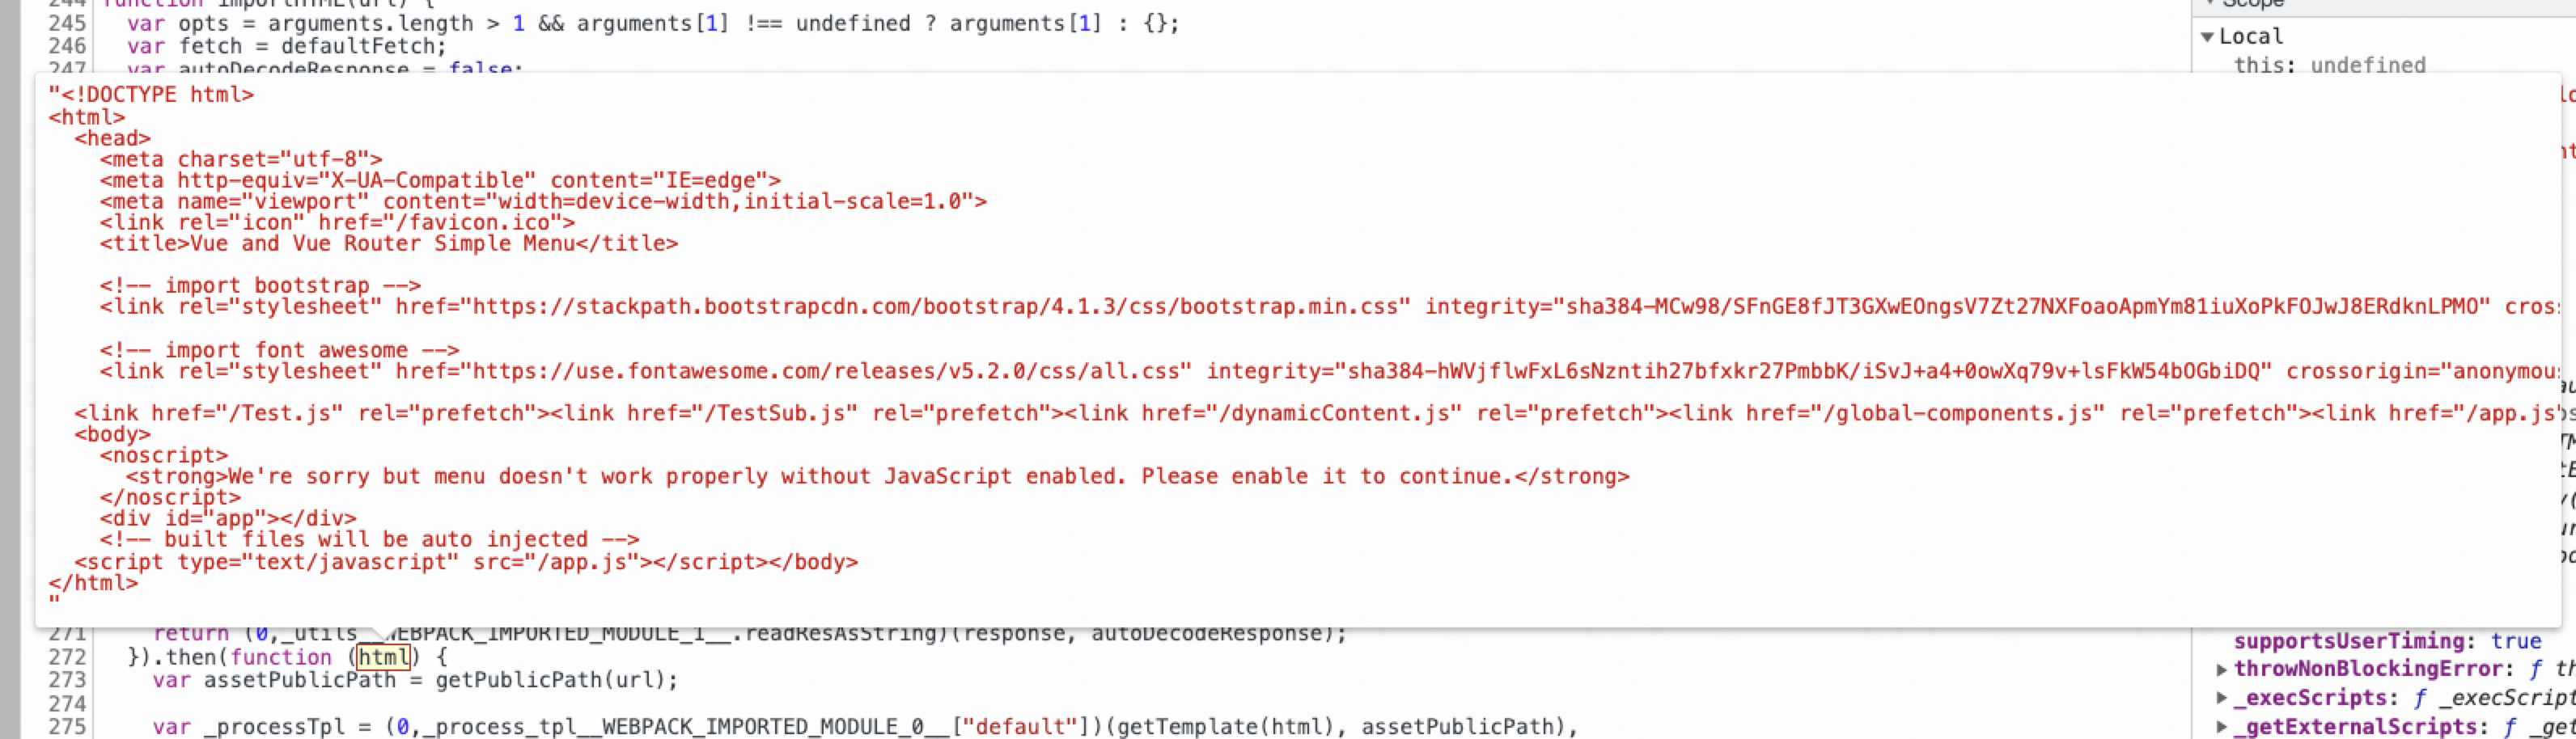 244 function importHTML(url) {
245 var opts = arguments.length > 1 && arguments[1] !== undefined ? arguments[1] : {};
246 var fetch = defaultFetch;
247 var autoDecodeResponse = false;
"<!DOCTYPE html>
<html>
  <head>
    <meta charset="utf-8">
    <meta http-equiv="X-UA-Compatible" content="IE=edge">
    <meta name="viewport" content="width=device-width,initial-scale=1.0">
    <link rel="icon" href="/favicon.ico">
    <title>Vue and Vue Router Simple Menu</title>
    <!-- import bootstrap -->
    <link rel="stylesheet" href="https://stackpath.bootstrapcdn.com/bootstrap/4.1.3/css/bootstrap.min.css" integrity="sha384-MCw98/SFnGE8fJT3GXwEOngsV7Zt27NXFoaoApmYm81iuXoPkFOJwJ8ERdknLPMO" cros
    <!-- import font awesome -->
    <link rel="stylesheet" href="https://use.fontawesome.com/releases/v5.2.0/css/all.css" integrity="sha384-hWVjflwFxL6sNzntih27bfxkr27PmbbK/iSvJ+a4+0owXq79v+lsFkW54bOGbiDQ" crossorigin="anonymou
  <link href="/Test.js" rel="prefetch"><link href="/TestSub.js" rel="prefetch"><link href="/dynamicContent.js" rel="prefetch"><link href="/global-components.js" rel="prefetch"><link href="/app.js"
  <body>
    <noscript>
      <strong>We're sorry but menu doesn't work properly without JavaScript enabled. Please enable it to continue.</strong>
    </noscript>
    <div id="app"></div>
    <!-- built files will be auto injected -->
  <script type="text/javascript" src="/app.js"></script></body>
</html>
"
271 return (0,_utils__WEBPACK_IMPORTED_MODULE_1__.readResAsString)(response, autoDecodeResponse);
272 }).then(function (html) {
273 var assetPublicPath = getPublicPath(url);
274
275 var _processTpl = (0,_process_tpl__WEBPACK_IMPORTED_MODULE_0__["default"])(getTemplate(html), assetPublicPath),
Scope
Local
this: undefined
supportsUserTiming: true
throwNonBlockingError: ƒ th
_execScripts: ƒ _execScript
_getExternalScripts: ƒ _get